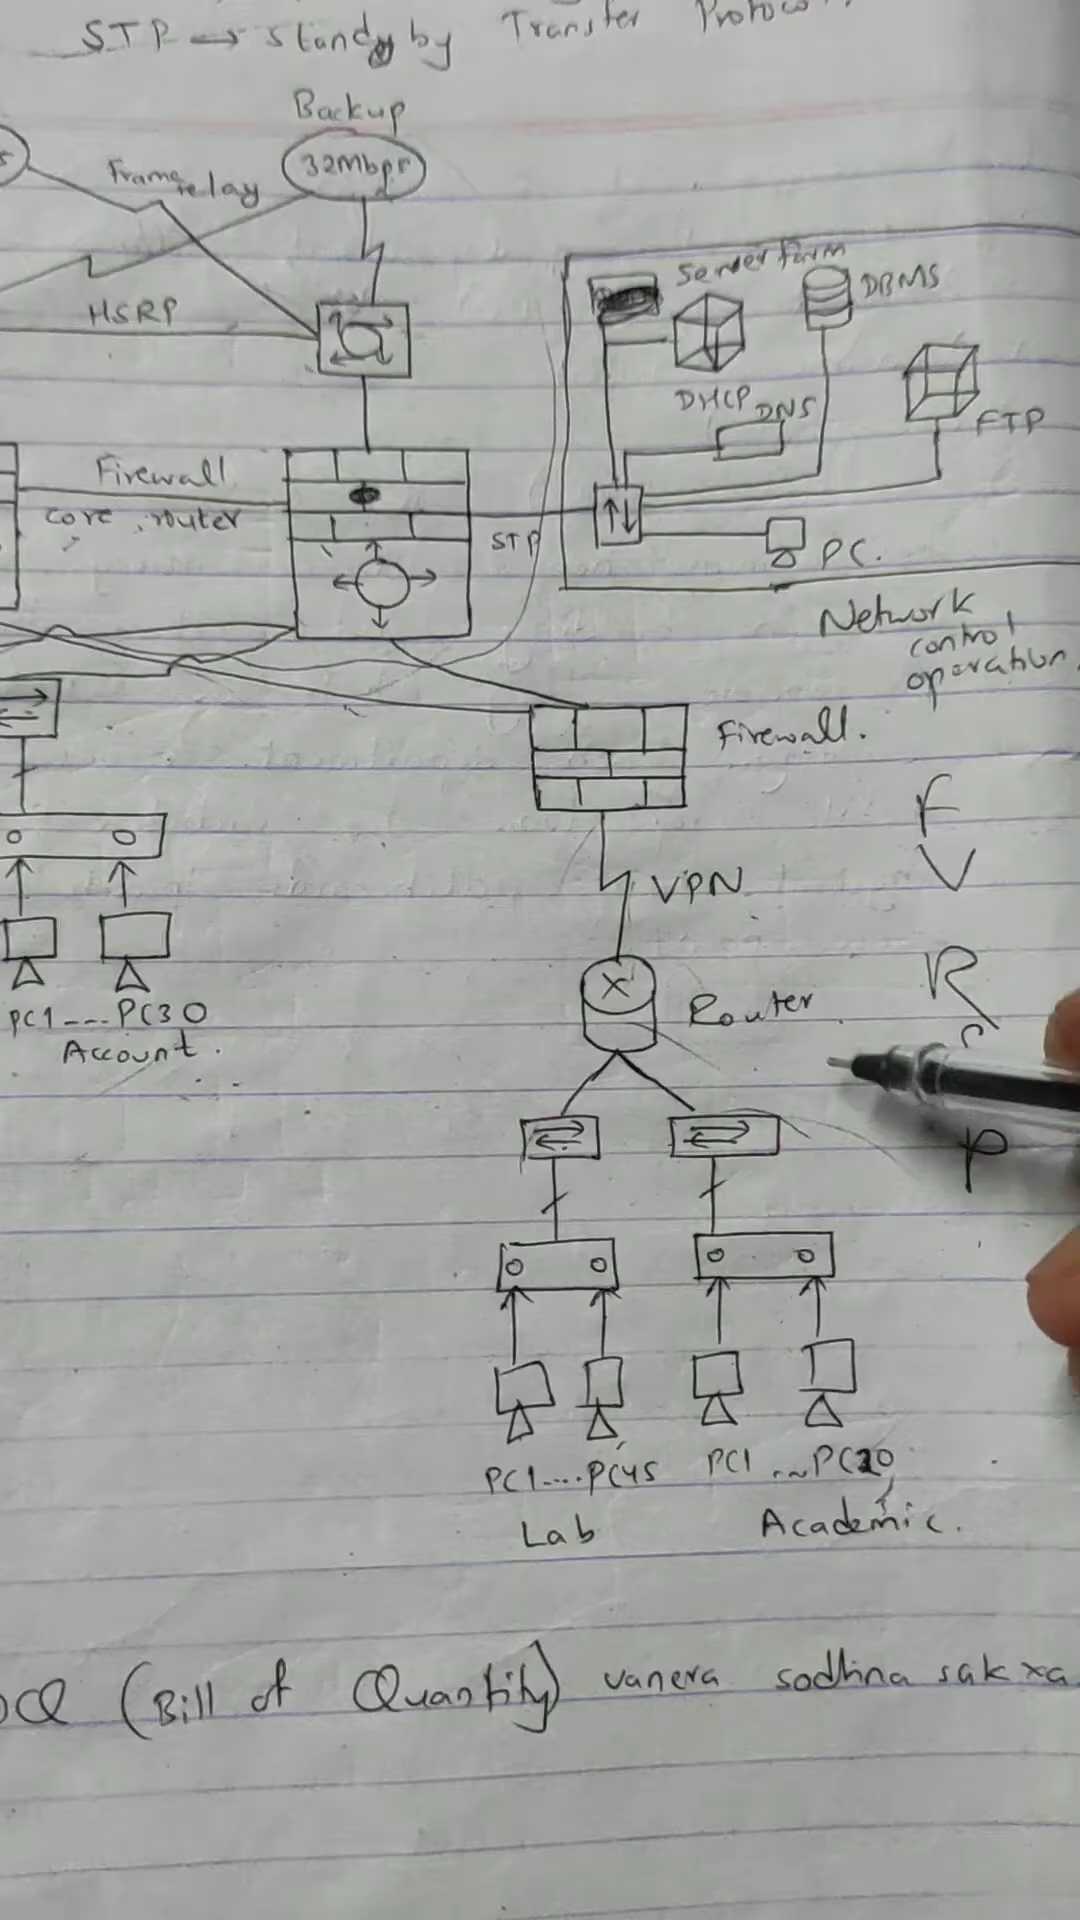 STP → standby Transfer Protocol
Backup
32Mbps
Frame relay
HSRP
Server farm
DBMS
DHCP
DNS
FTP
Firewall
core router
STP
PC.
Network
control
operation.
Firewall.
F
V
VPN
R
Router
P
PC1---PC30
Account.
PC1....PC45
PC1...PC20
Lab
Academic.
(Bill of Quantity) vanera sodhna sakxa